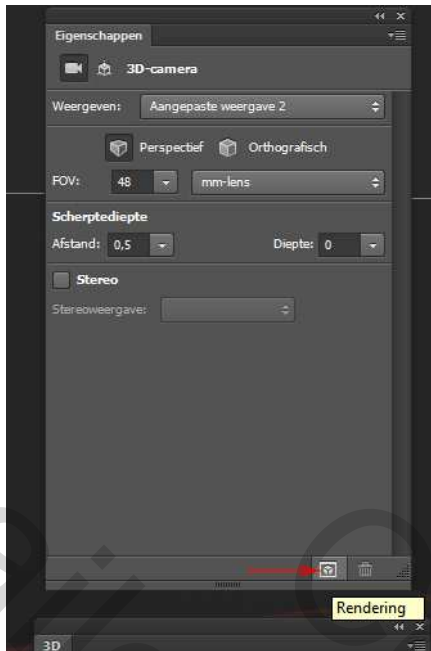 Eigenschappen
3D-camera
Weergeven: Aangepaste weergave 2
Perspectief Orthografisch
FOV: 48 mm-lens
Scherptediepte
Afstand: 0,5 Diepte: 0
Stereo
Stereoweergave:
Rendering
3D